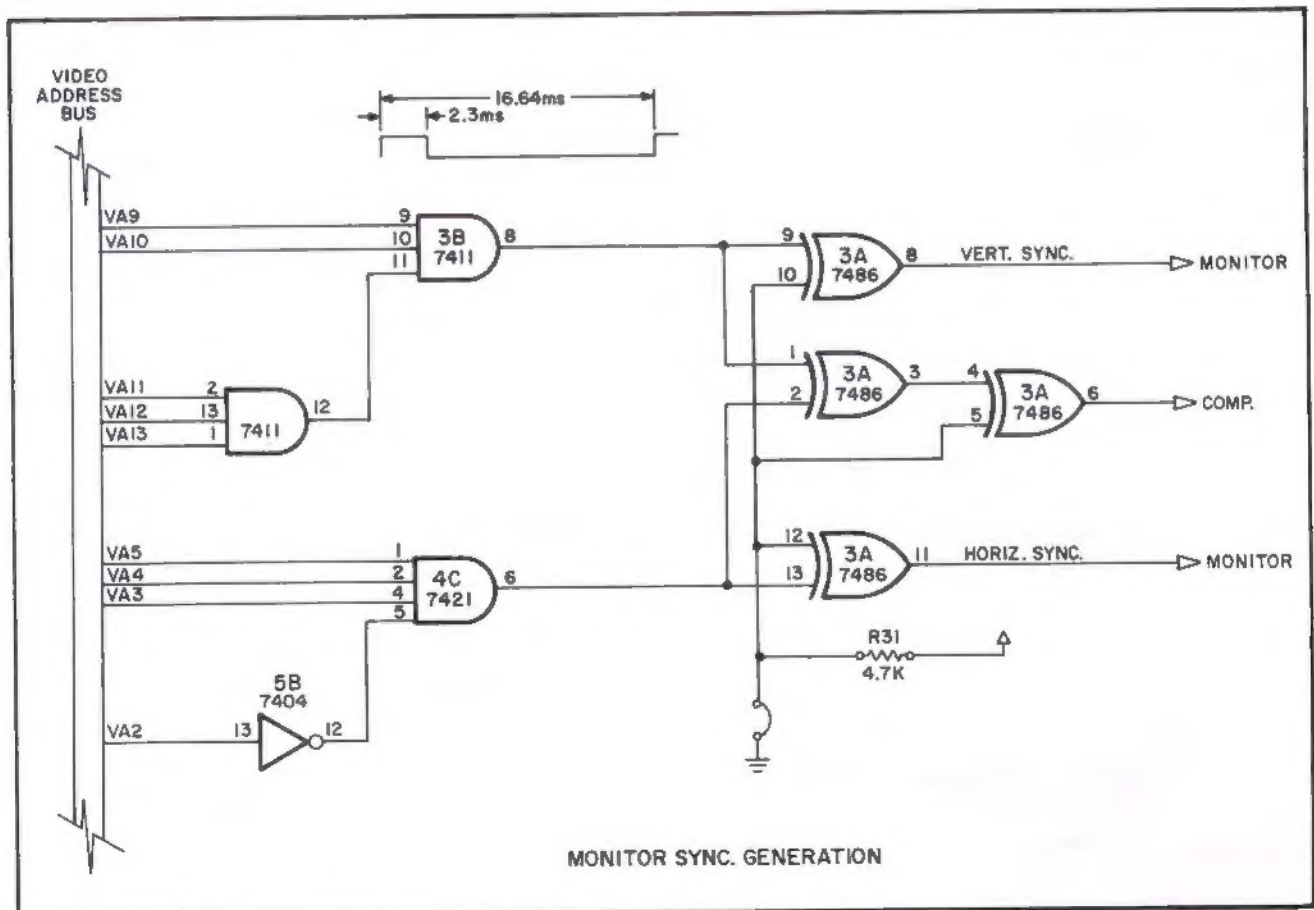 VIDEO
ADDRESS
BUS
16.64ms
2.3ms
VA9
9
VA10
10
3B
7411
8
11
9
3A
7486
8
10
VERT. SYNC.
MONITOR
VA11
2
VA12
13
VA13
1
7411
12
1
3A
7486
3
2
4
3A
7486
6
5
COMP.
VA5
1
VA4
2
VA3
4
4C
7421
6
5
12
3A
7486
11
13
HORIZ. SYNC.
MONITOR
R31
4.7K
5B
7404
VA2
13
12
MONITOR SYNC. GENERATION